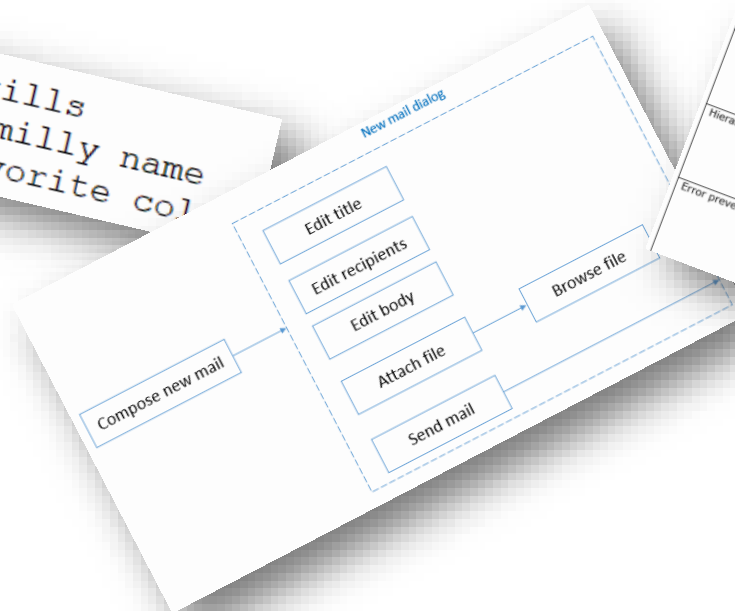 ills
milly name
vorite col
New mail dialog
Edit title
Edit recipients
Edit body
Attach file
Send mail
Browse file
Compose new mail
Hiera
Error preve